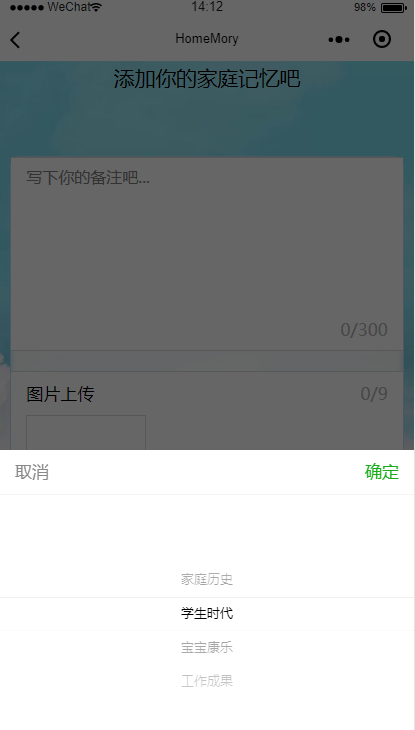 ●●●●● WeChat 14:12 98%
HomeMory
添加你的家庭记忆吧
写下你的备注吧...
0/300
图片上传 0/9
取消 确定
家庭历史
学生时代
宝宝康乐
工作成果